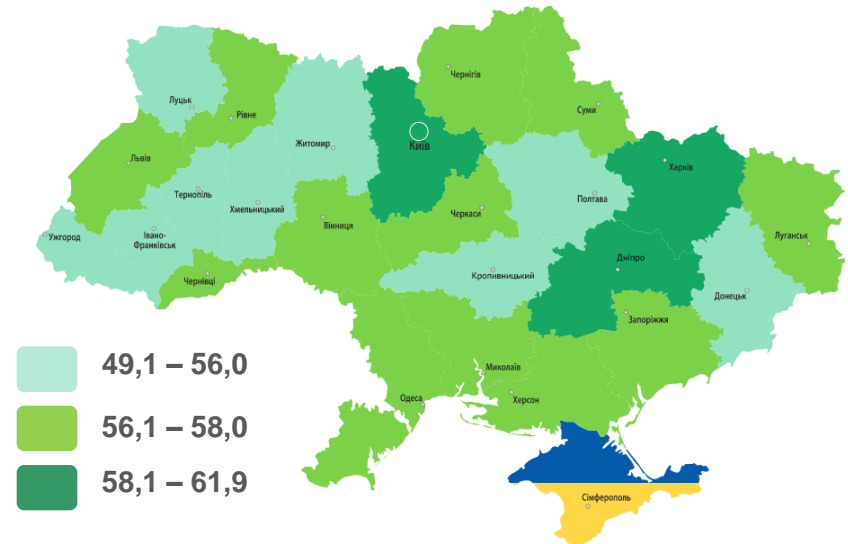 Чернігів
Луцьк
Суми
Рівне
Житомир
Київ
Львів
Харків
Тернопіль
Полтава
Хмельницький
Черкаси
Вінниця
Івано-
Франківськ
Ужгород
Луганськ
Дніпро
Кропивницький
Чернівці
Донецьк
Запоріжжя
49,1 – 56,0
Миколаїв
Одеса
Херсон
56,1 – 58,0
58,1 – 61,9
Сімферополь